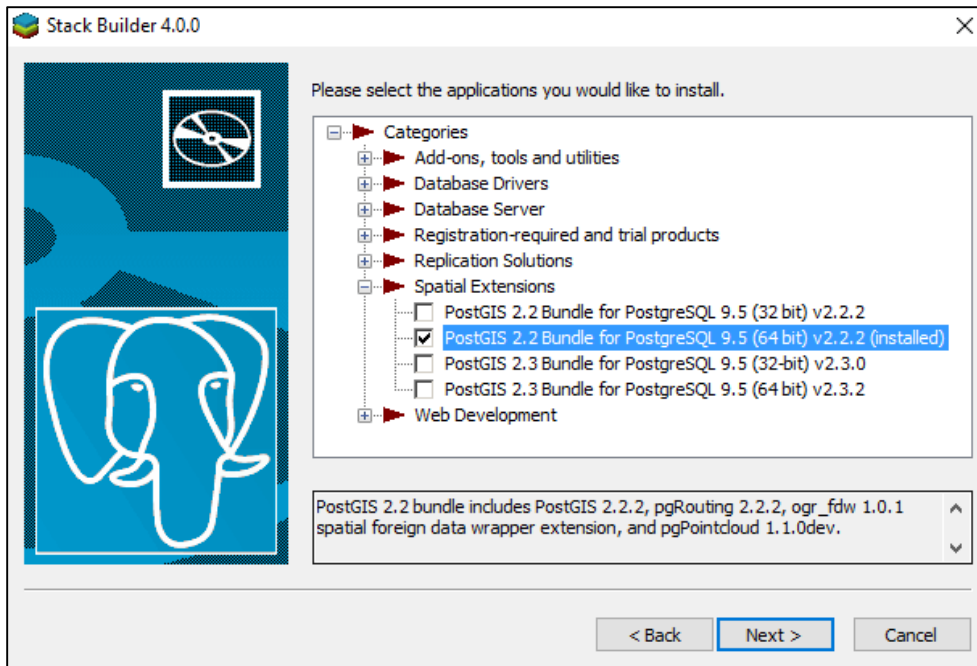 Stack Builder 4.0.0
Please select the applications you would like to install.
Categories
Add-ons, tools and utilities
Database Drivers
Database Server
Registration-required and trial products
Replication Solutions
Spatial Extensions
PostGIS 2.2 Bundle for PostgreSQL 9.5 (32 bit) v2.2.2
PostGIS 2.2 Bundle for PostgreSQL 9.5 (64 bit) v2.2.2 (installed)
PostGIS 2.3 Bundle for PostgreSQL 9.5 (32-bit) v2.3.0
PostGIS 2.3 Bundle for PostgreSQL 9.5 (64 bit) v2.3.2
Web Development
PostGIS 2.2 bundle includes PostGIS 2.2.2, pgRouting 2.2.2, ogr_fdw 1.0.1
spatial foreign data wrapper extension, and pgPointcloud 1.1.0dev.
< Back Next > Cancel